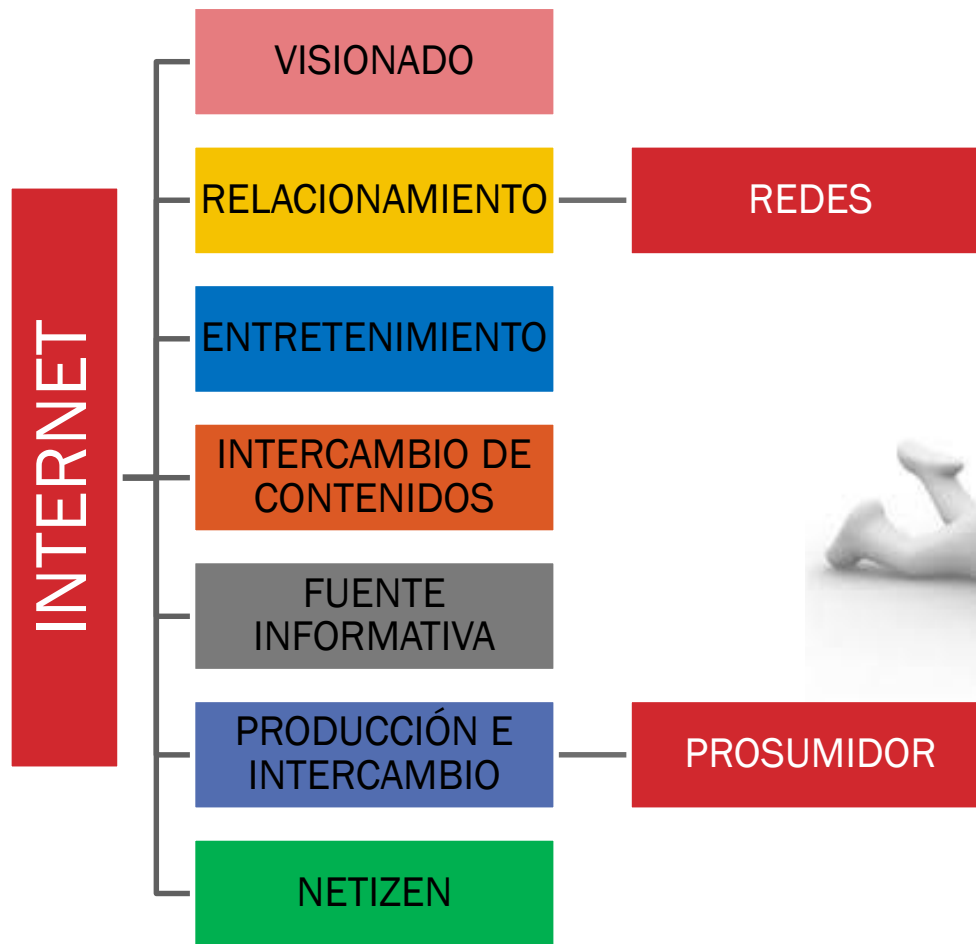 INTERNET
VISIONADO
RELACIONAMIENTO
REDES
ENTRETENIMIENTO
INTERCAMBIO DE
CONTENIDOS
FUENTE
INFORMATIVA
PRODUCCIÓN E
INTERCAMBIO
PROSUMIDOR
NETIZEN